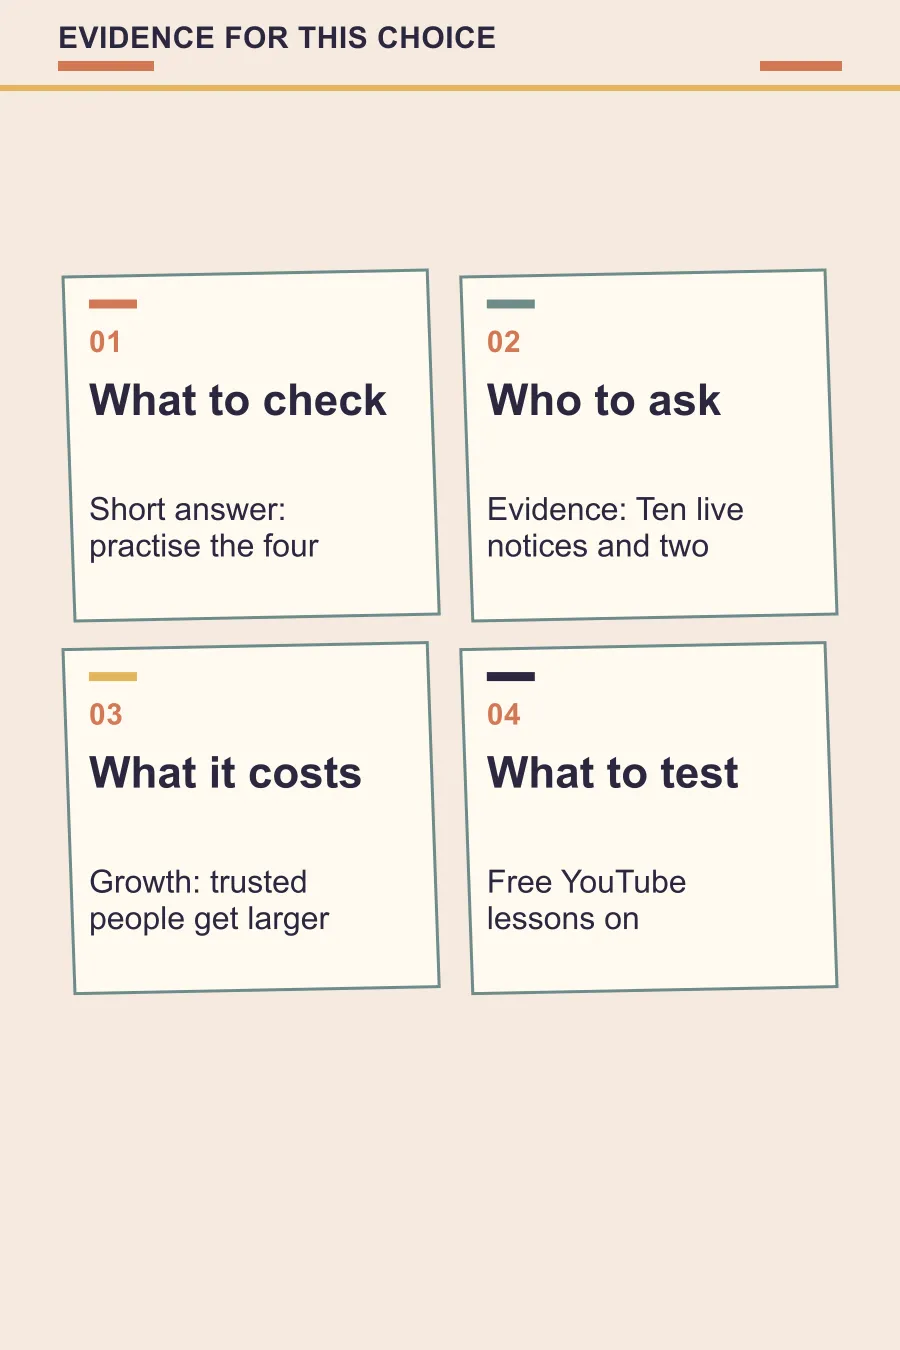 EVIDENCE FOR THIS CHOICE
01
What to check
Short answer:
practise the four
02
Who to ask
Evidence: Ten live
notices and two
03
What it costs
Growth: trusted
people get larger
04
What to test
Free YouTube
lessons on